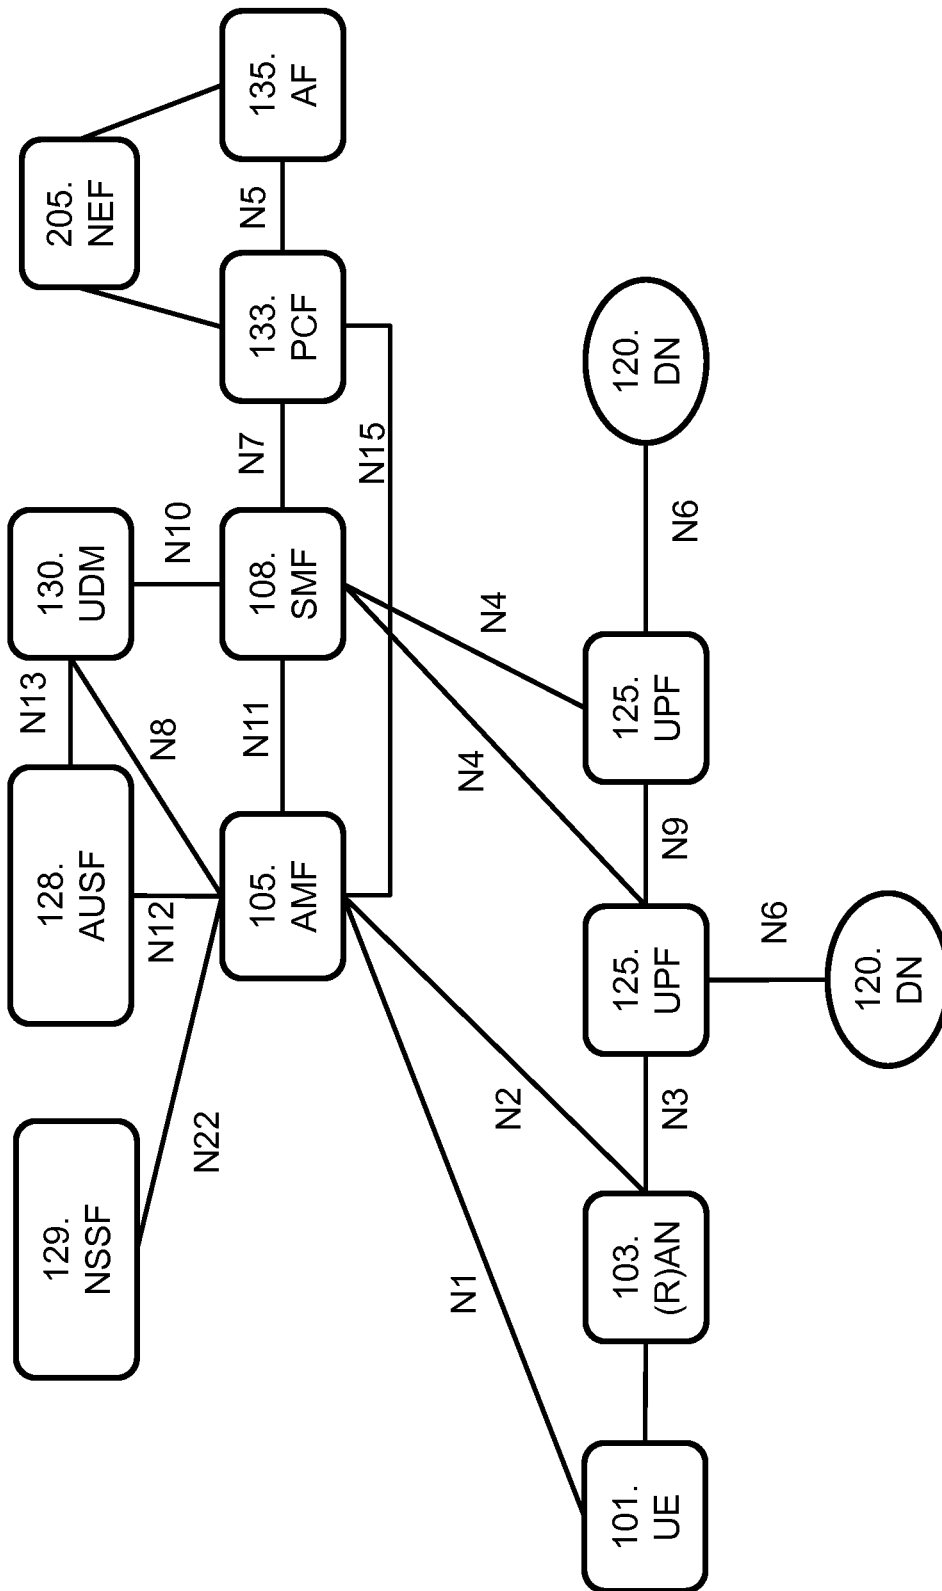 129.
NSSF
128.
AUSF
N13
130.
UDM
205.
NEF
N22
N12
N8
N10
105.
AMF
N11
108.
SMF
N7
133.
PCF
N5
135.
AF
N15
N1
N2
N4
N4
101.
UE
103.
(R)AN
N3
125.
UPF
N9
125.
UPF
N6
120.
DN
N6
120.
DN